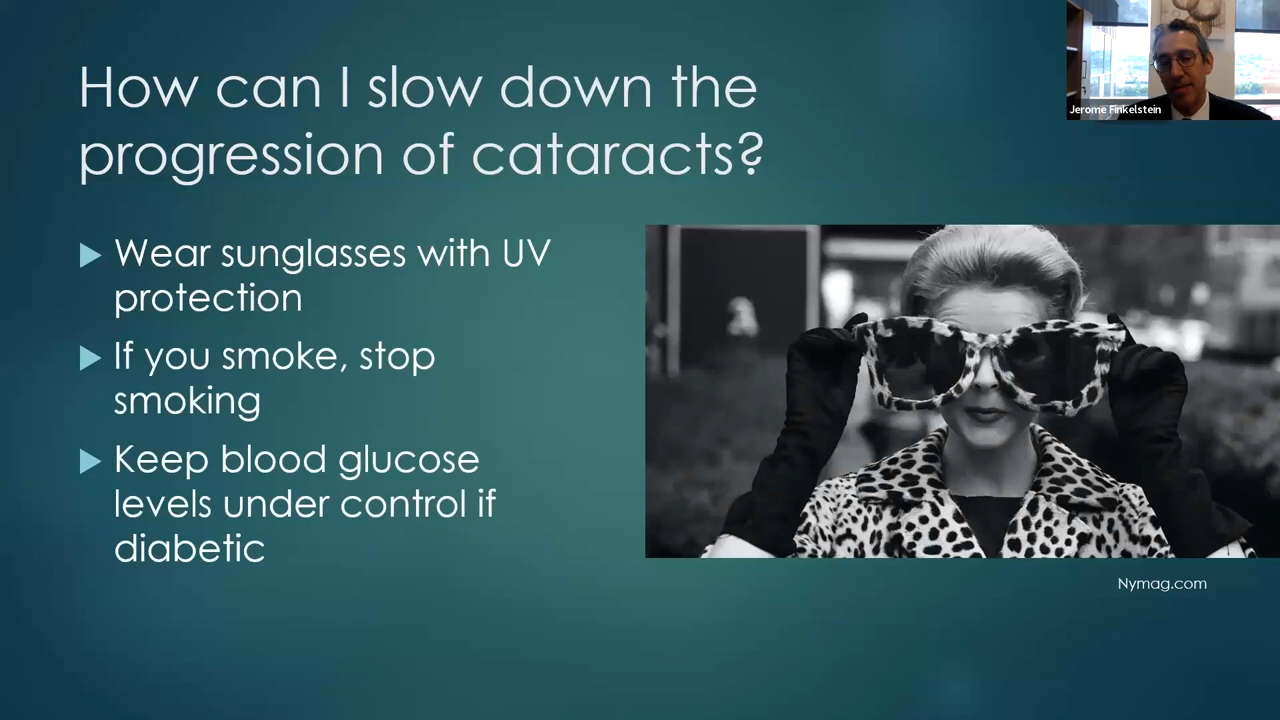 How can I slow down the
progression of cataracts?
Wear sunglasses with UV
protection
If you smoke, stop
smoking
Keep blood glucose
levels under control if
diabetic
Jerome Finkelstein
Nymag.com